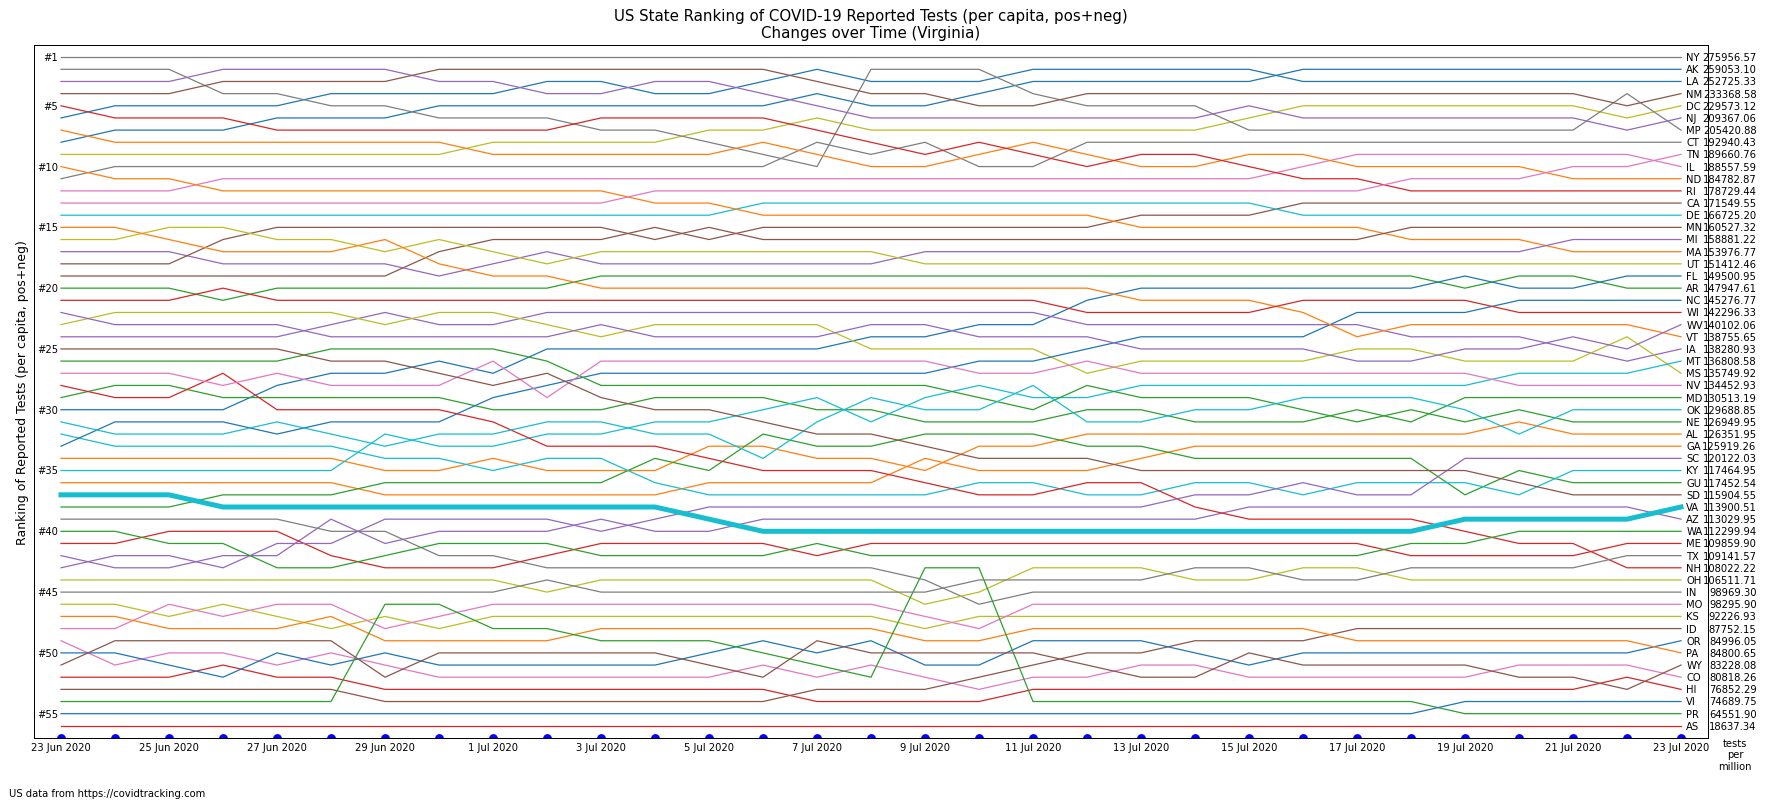 US State Ranking of COVID-19 Reported Tests (per capita, pos+neg)
Changes over Time (Virginia)
Ranking of Reported Tests (per capita, pos+neg)
#1
#5
#10
#15
#20
#25
#30
#35
#40
#45
#50
#55
NY 275956.57
AK 259053.10
LA 252725.33
NM 233368.58
DC 229573.12
NJ 209367.06
MP 205420.88
CT 192940.43
TN 189660.76
IL 188557.59
ND 184782.87
RI 178729.44
CA 171549.55
DE 166725.20
MN 160527.32
MI 158881.22
MA 153976.77
UT 151412.46
FL 149500.95
AR 147947.61
NC 145276.77
WI 142296.33
WV 140102.06
VT 138755.65
IA 138280.93
MT 136808.58
MS 135749.92
NV 134452.93
MD 130513.19
OK 129688.85
NE 126949.95
AL 126351.95
GA 125919.26
SC 120122.03
KY 117464.95
GU 117452.54
SD 115904.55
VA 113900.51
AZ 113029.95
WA 112299.94
ME 109859.90
TX 109141.57
NH 108022.22
OH 106511.71
IN 98969.30
MO 98295.90
KS 92226.93
ID 87752.15
OR 84996.05
PA 84800.65
WY 83228.08
CO 80818.26
HI 76852.29
VI 74689.75
PR 64551.90
AS 18637.34
23 Jun 2020 25 Jun 2020 27 Jun 2020 29 Jun 2020 1 Jul 2020 3 Jul 2020 5 Jul 2020 7 Jul 2020 9 Jul 2020 11 Jul 2020 13 Jul 2020 15 Jul 2020 17 Jul 2020 19 Jul 2020 21 Jul 2020 23 Jul 2020
tests
per
million
US data from https://covidtracking.com